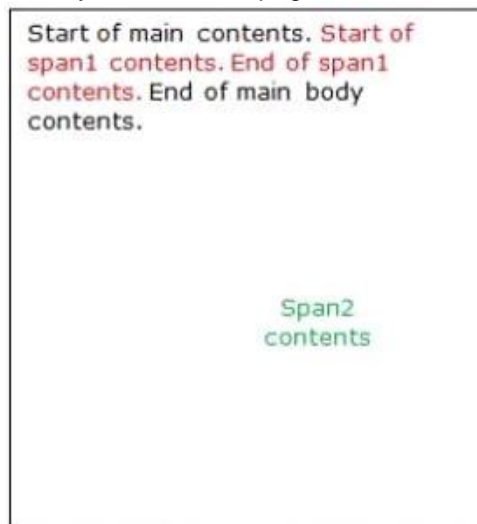 Start of main contents. Start of
span1 contents. End of span1
contents. End of main body
contents.
Span2
contents